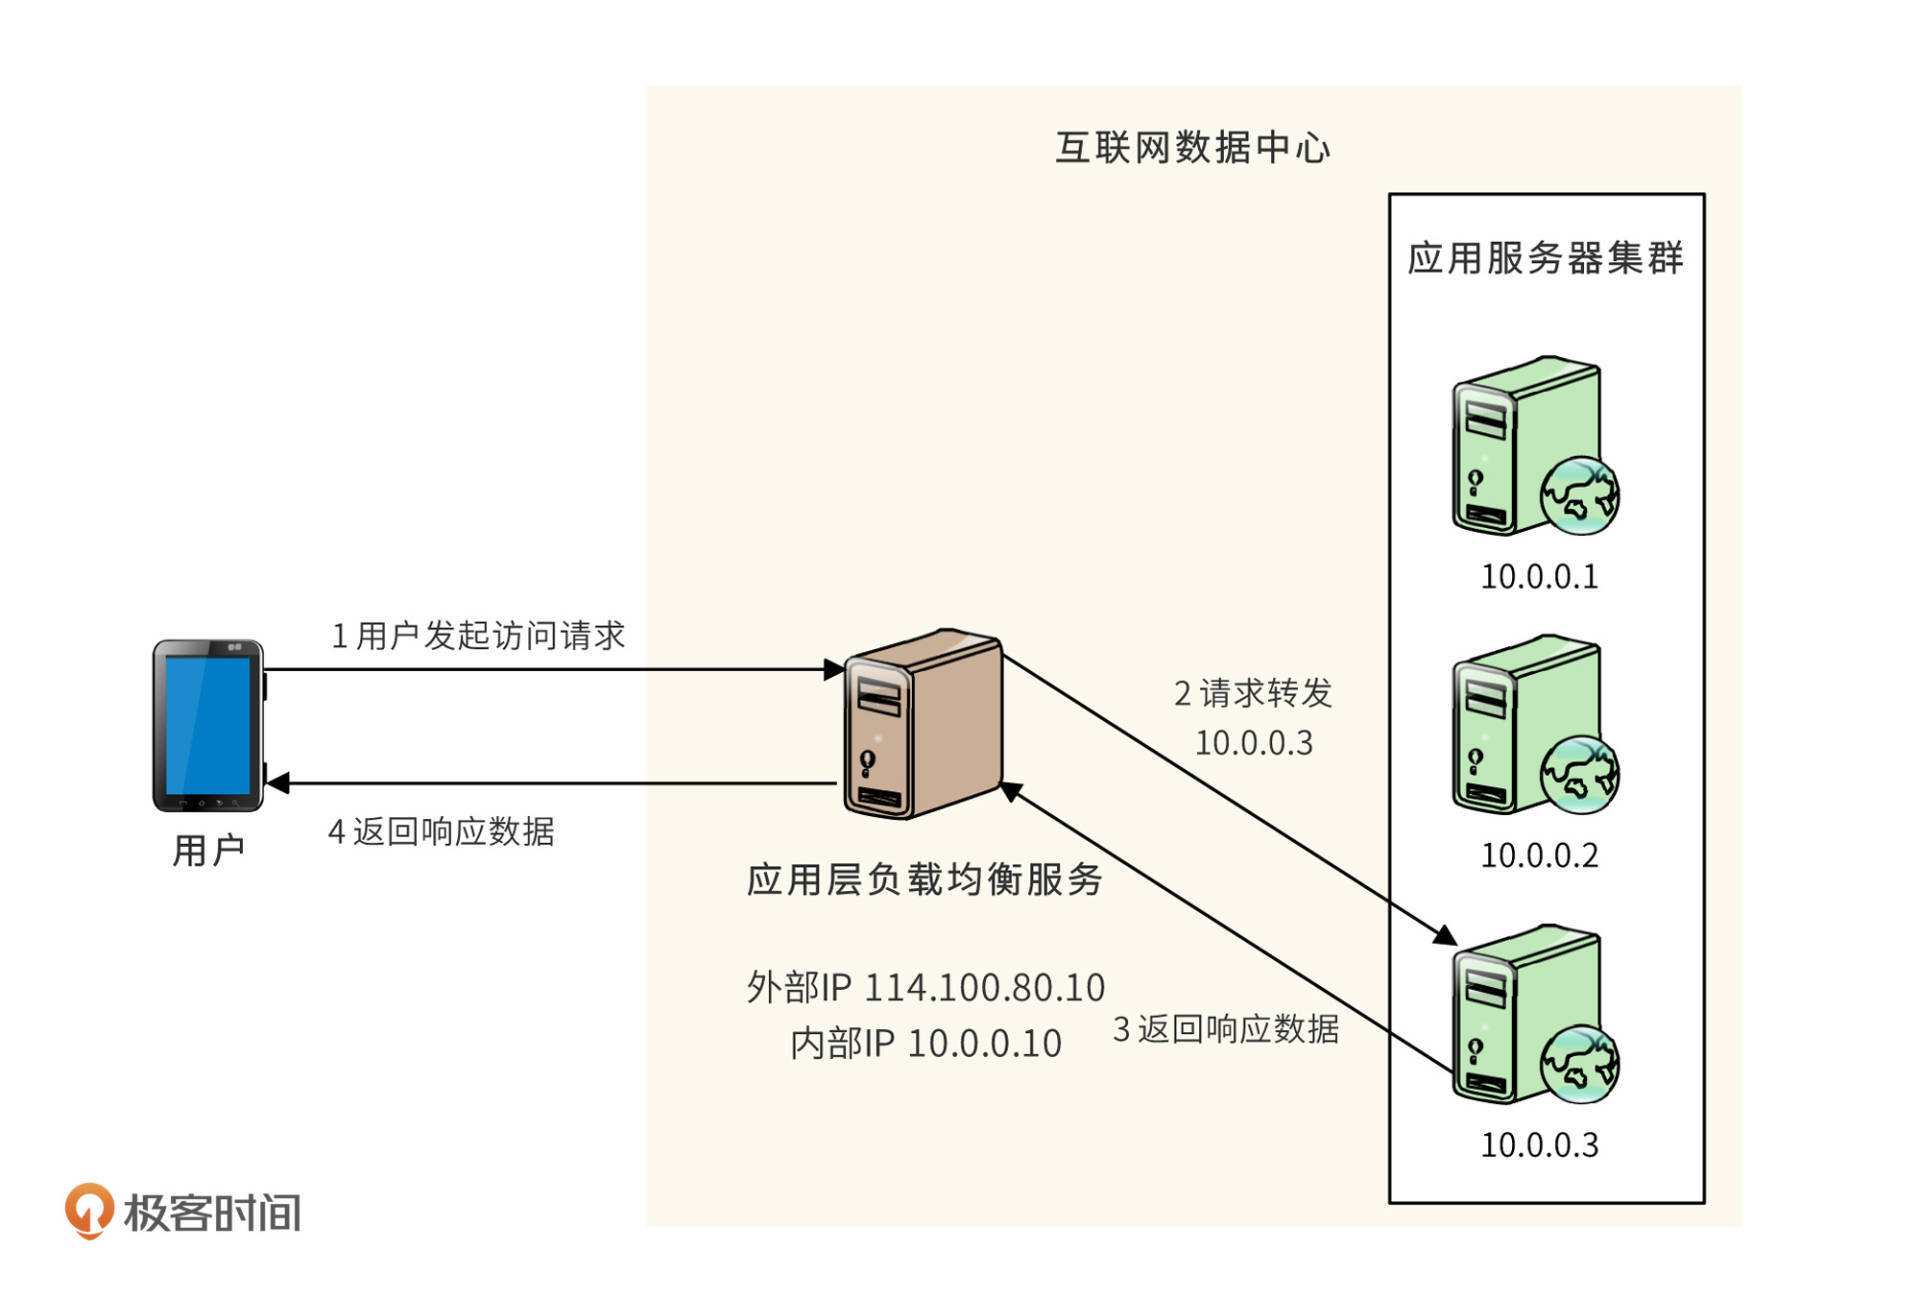 互联网数据中心
应用服务器集群
10.0.0.1
1 用户发起访问请求
2 请求转发
10.0.0.3
10.0.0.2
用户
4 返回响应数据
应用层负载均衡服务
外部IP 114.100.80.10
内部IP 10.0.0.10
3 返回响应数据
10.0.0.3
极客时间